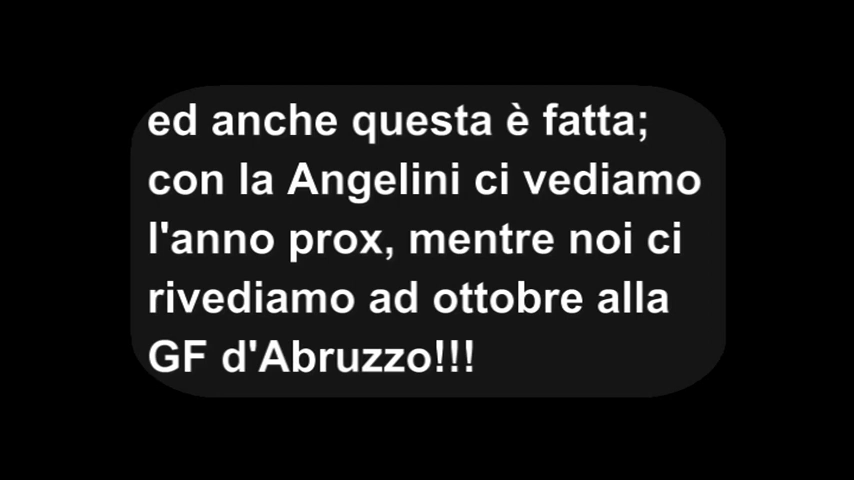 ed anche questa è fatta;
con la Angelini ci vediamo
l'anno prox, mentre noi ci
rivediamo ad ottobre alla
GF d'Abruzzo!!!